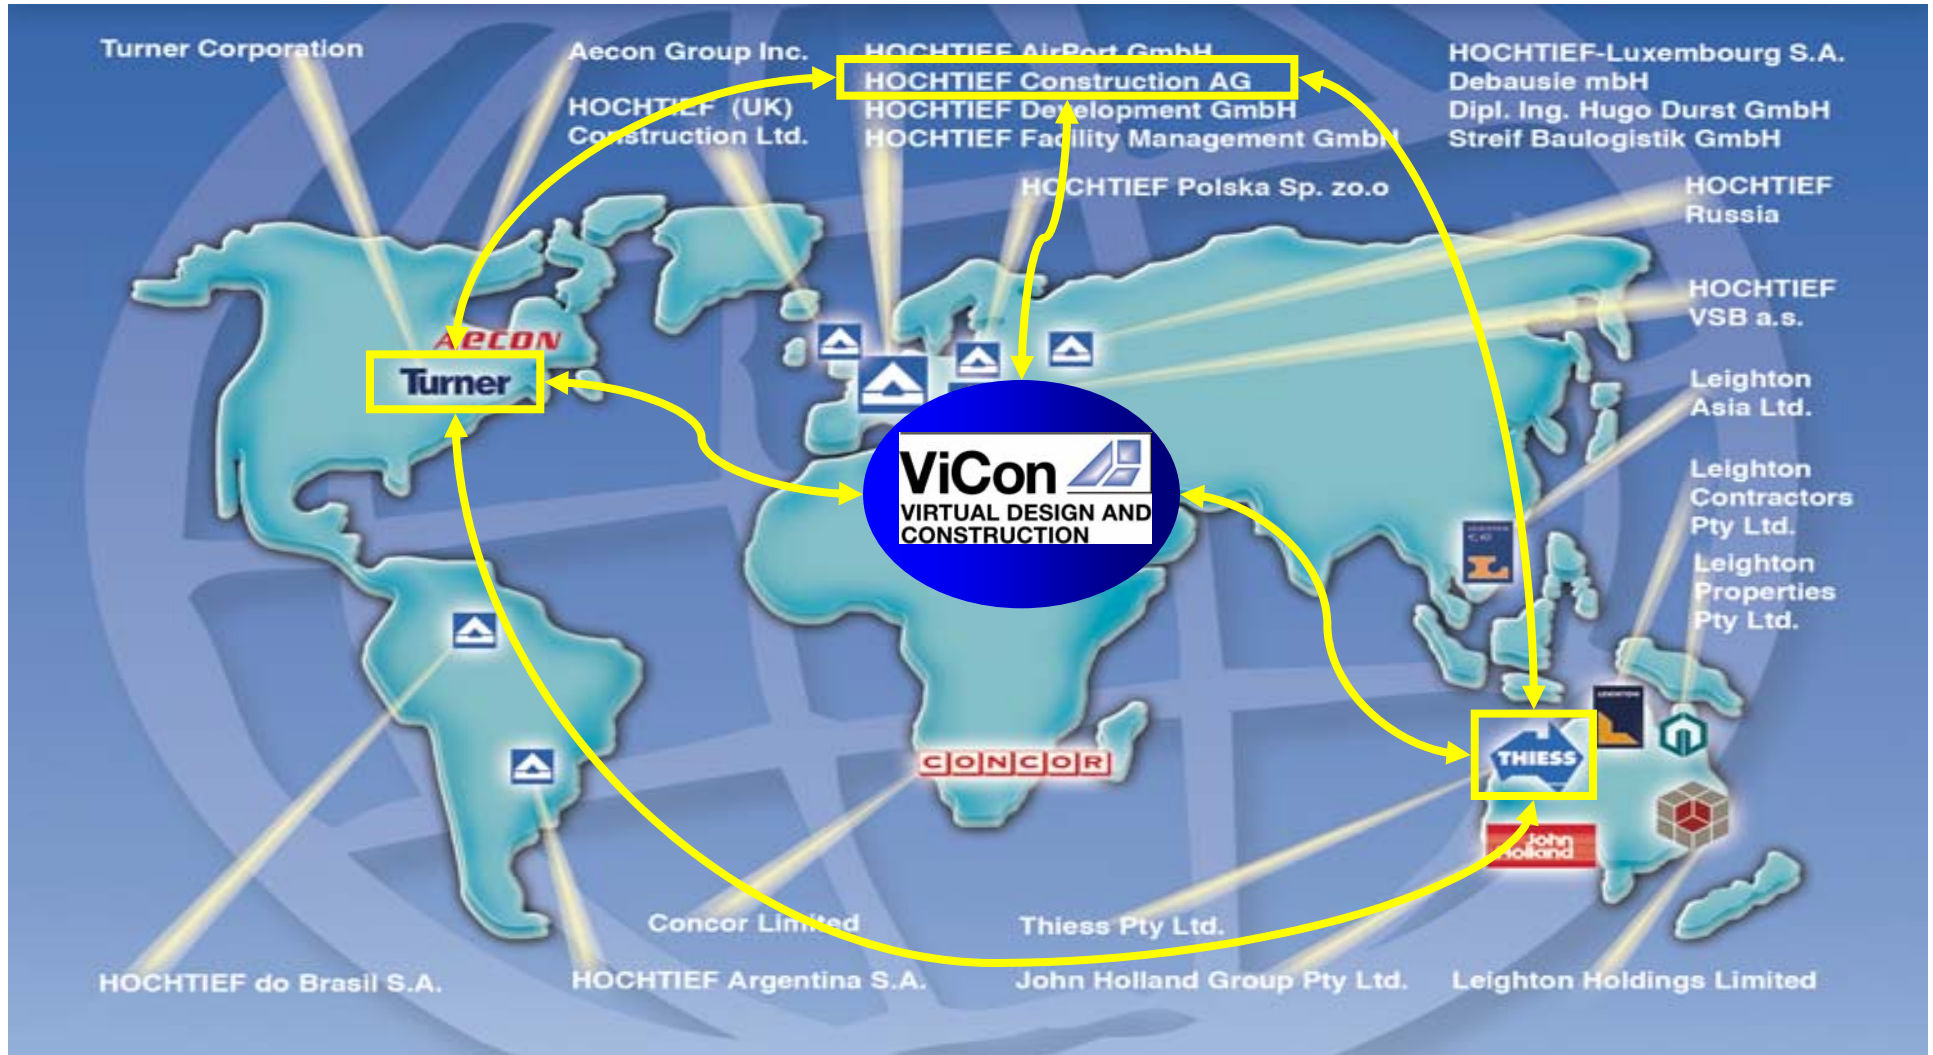 Turner Corporation
Aecon Group Inc.
HOCHTIEF (UK)
Construction Ltd.
HOCHTIEF AirPort GmbH
HOCHTIEF Construction AG
HOCHTIEF Development GmbH
HOCHTIEF Facility Management GmbH
HOCHTIEF-Luxembourg S.A.
Debausie mbH
Dipl. Ing. Hugo Durst GmbH
Streif Baulogistik GmbH
HOCHTIEF Polska Sp. zo.o
HOCHTIEF
Russia
HOCHTIEF
VSB a.s.
Leighton
Asia Ltd.
Leighton
Contractors
Pty Ltd.
Leighton
Properties
Pty Ltd.
AECON
Turner
ViCon
VIRTUAL DESIGN AND
CONSTRUCTION
LEIGHTON
CONCOR
THIESS
John
Holland
Concor Limited
Thiess Pty Ltd.
HOCHTIEF do Brasil S.A.
HOCHTIEF Argentina S.A.
John Holland Group Pty Ltd.
Leighton Holdings Limited